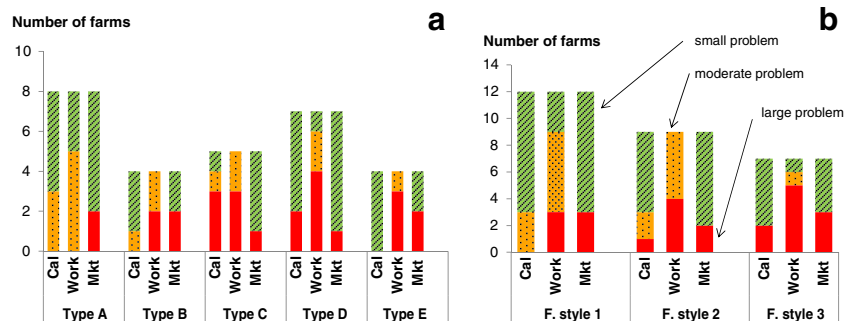 Number of farms
a
10
8
6
4
2
0
Cal Work Mkt Cal Work Mkt Cal Work Mkt Cal Work Mkt Cal Work Mkt
Type A Type B Type C Type D Type E
b
Number of farms
small problem
moderate problem
large problem
14
12
10
8
6
4
2
0
Cal Work Mkt Cal Work Mkt Cal Work Mkt
F. style 1 F. style 2 F. style 3